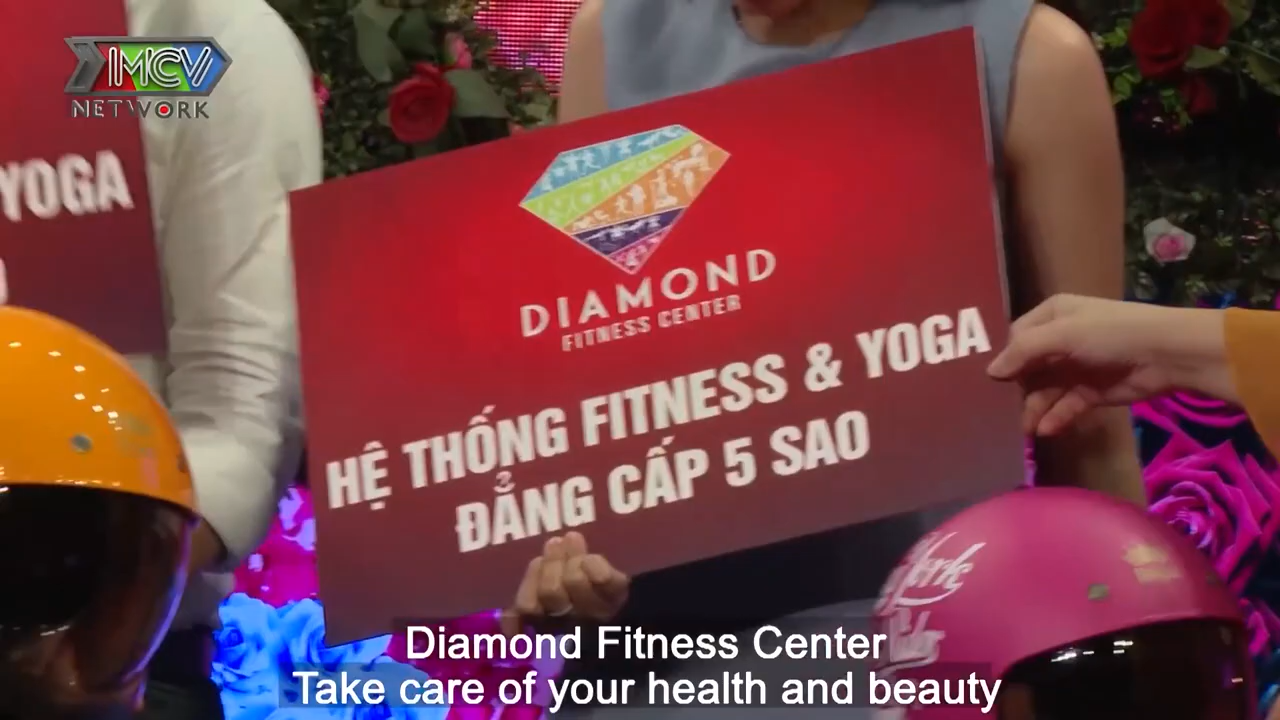 MCV
NETWORK
YOGA
DIAMOND
FITNESS CENTER
HỆ THỐNG FITNESS & YOGA
ĐẲNG CẤP 5 SAO
York
Diamond Fitness Center
Take care of your health and beauty